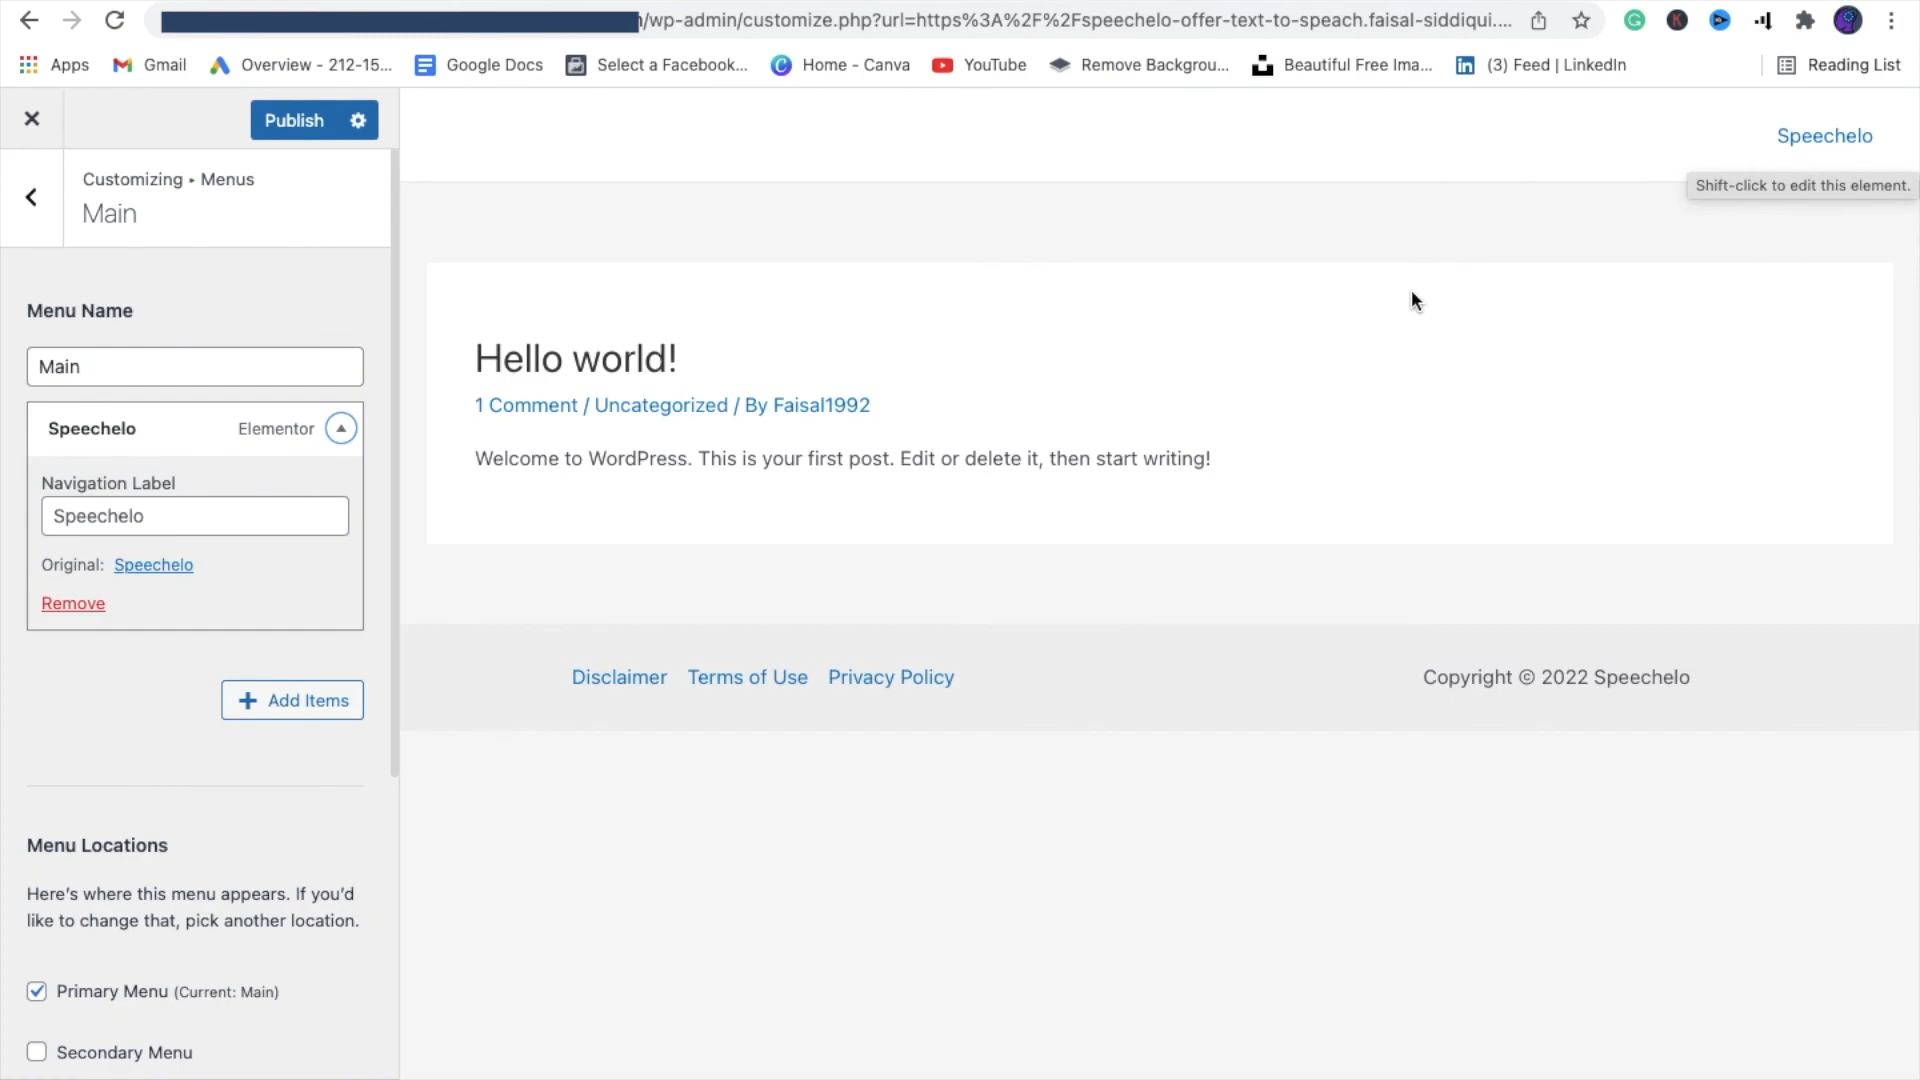 /wp-admin/customize.php?url=https%3A%2F%2Fspeechelo-offer-text-to-speach.faisal-siddiqui....
Apps
Gmail
Overview - 212-15...
Google Docs
Select a Facebook...
Home - Canva
YouTube
Remove Backgrou...
Beautiful Free Ima...
(3) Feed | LinkedIn
Reading List
Publish
Speechelo
Shift-click to edit this element.
Customizing ▸ Menus
Main
Menu Name
Main
Speechelo Elementor
Navigation Label
Speechelo
Original: Speechelo
Remove
+ Add Items
Menu Locations
Here's where this menu appears. If you'd
like to change that, pick another location.
Primary Menu (Current: Main)
Secondary Menu
Hello world!
1 Comment / Uncategorized / By Faisal1992
Welcome to WordPress. This is your first post. Edit or delete it, then start writing!
Disclaimer Terms of Use Privacy Policy
Copyright © 2022 Speechelo